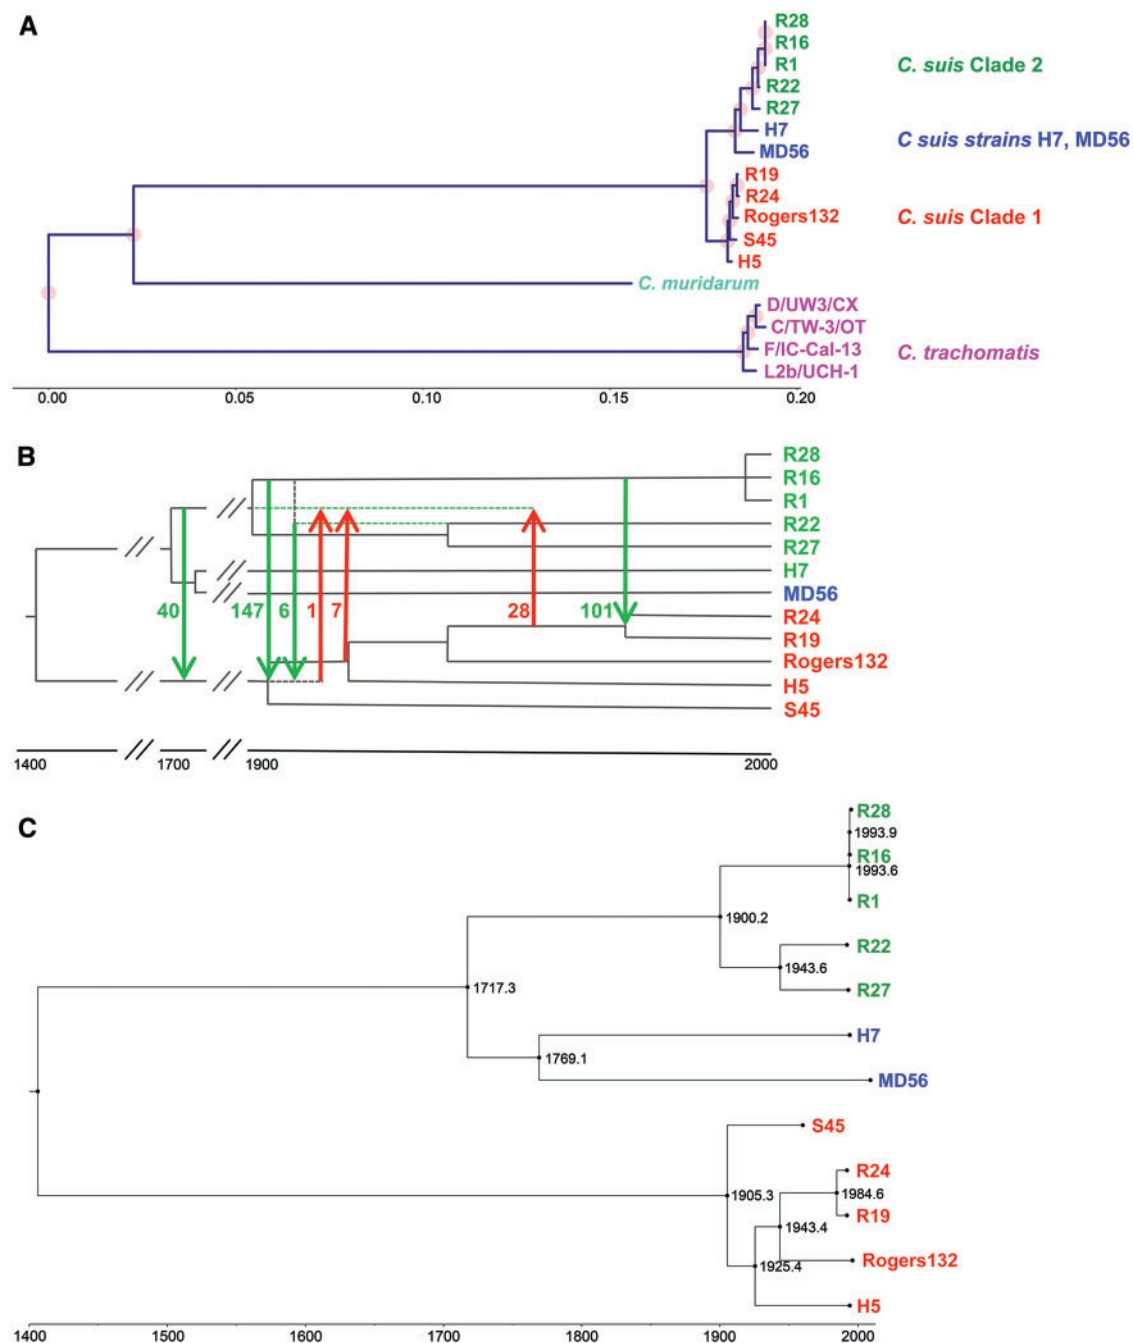 A
R28
R16
R1
R22
R27
H7
MD56
R19
R24
Rogers132
S45
H5
C. suis Clade 2
C suis strains H7, MD56
C. suis Clade 1
C. muridarum
D/UW3/CX
C/TW-3/OT
F/IC-Cal-13
L2b/UCH-1
C. trachomatis
0.00 0.05 0.10 0.15 0.20
B
R28
R16
R1
R22
R27
H7
MD56
40 147 6 1 7 28 101
R24
R19
Rogers132
H5
S45
1400 1700 1900 2000
C
R28
1993.9
R16
1993.6
R1
1900.2
R22
1943.6
R27
1717.3
H7
1769.1
MD56
S45
R24
1905.3
1984.6
R19
1943.4
Rogers132
1925.4
H5
1400 1500 1600 1700 1800 1900 2000